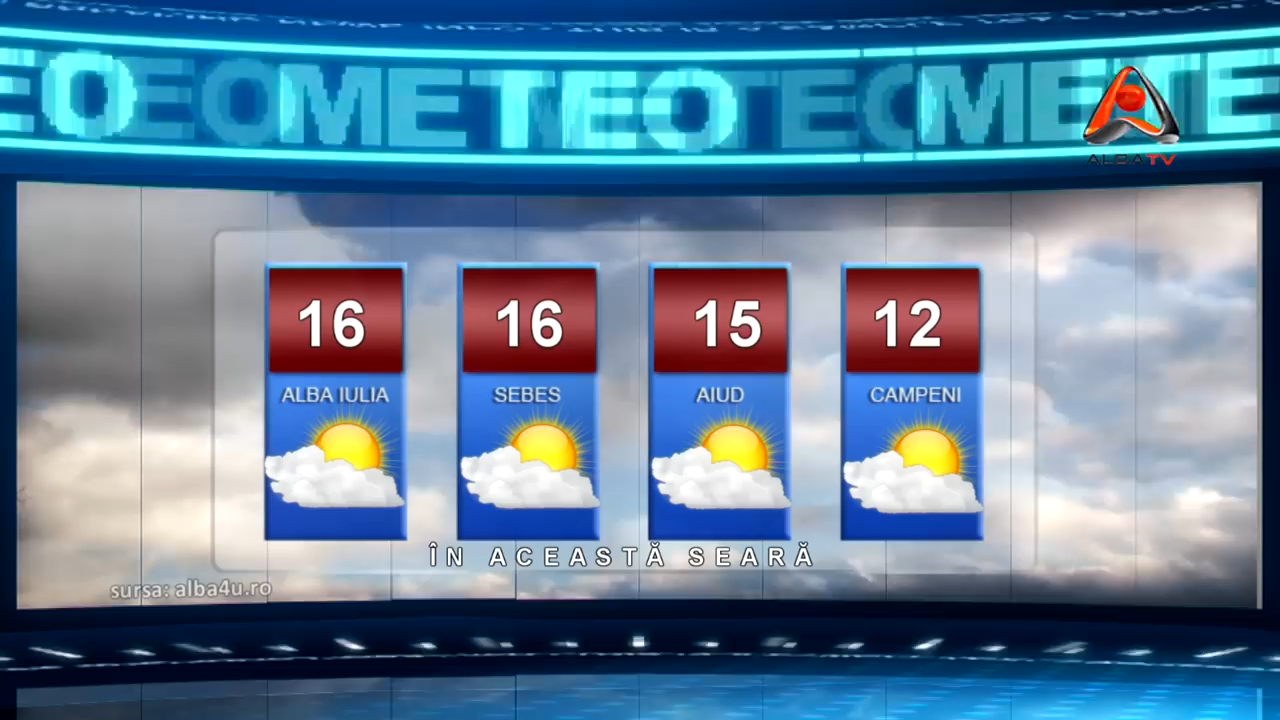 METEO
ALBA TV
16 16 15 12
ALBA IULIA SEBES AIUD CAMPENI
ÎN ACEASTĂ SEARĂ
sursa: alba4u.ro